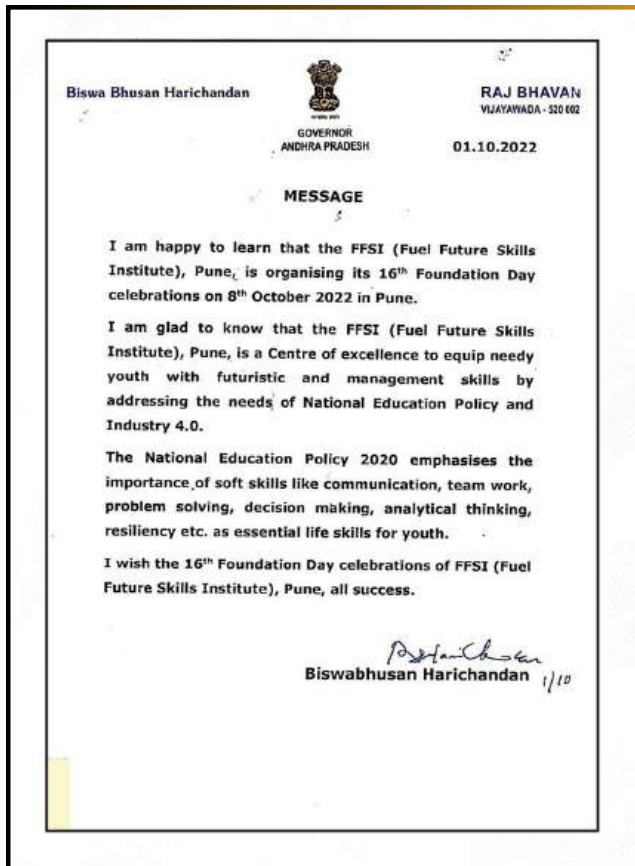 Biswa Bhusan Harichandan
GOVERNOR
ANDHRA PRADESH
RAJ BHAVAN
VIJAYAWADA - 520 002
01.10.2022
MESSAGE
I am happy to learn that the FFSI (Fuel Future Skills
Institute), Pune, is organising its 16th Foundation Day
celebrations on 8th October 2022 in Pune.
I am glad to know that the FFSI (Fuel Future Skills
Institute), Pune, is a Centre of excellence to equip needy
youth with futuristic and management skills by
addressing the needs of National Education Policy and
Industry 4.0.
The National Education Policy 2020 emphasises the
importance of soft skills like communication, team work,
problem solving, decision making, analytical thinking,
resiliency etc. as essential life skills for youth.
I wish the 16th Foundation Day celebrations of FFSI (Fuel
Future Skills Institute), Pune, all success.
Biswabhusan Harichandan 1/10